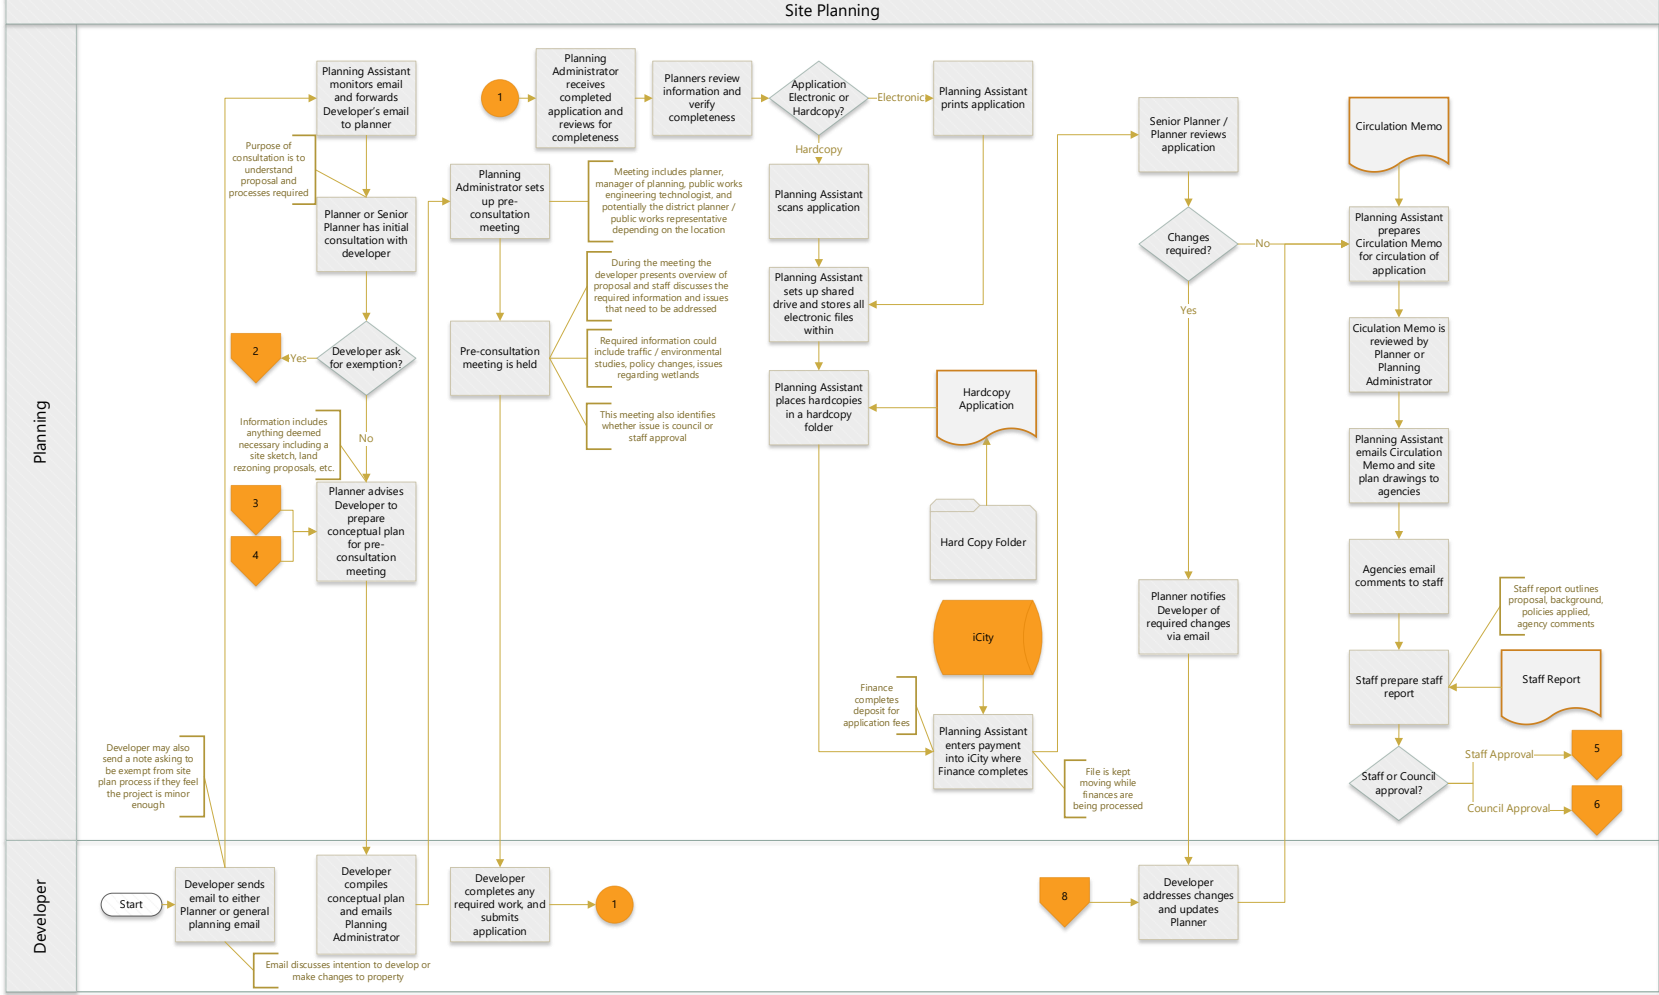 Site Planning
Planning
Developer
Planning Assistant
monitors email
and forwards
Developer's email
to planner
Purpose of
consultation is to
understand
proposal and
processes required
Planner or Senior
Planner has initial
consultation with
developer
Developer ask
for exemption?
Yes
2
No
Information includes
anything deemed
necessary including a
site sketch, land
rezoning proposals, etc.
3
4
Planner advises
Developer to
prepare
conceptual plan
for pre-
consultation
meeting
Developer may also
send a note asking to
be exempt from site
plan process if they feel
the project is minor
enough
Start
Developer sends
email to either
Planner or general
planning email
Email discusses intention to develop or
make changes to property
Developer
compiles
conceptual plan
and emails
Planning
Administrator
1
Planning
Administrator
receives
completed
application and
reviews for
completeness
Planners review
information and
verify
completeness
Application
Electronic or
Hardcopy?
Electronic
Planning Assistant
prints application
Hardcopy
Planning
Administrator sets
up pre-
consultation
meeting
Meeting includes planner,
manager of planning, public works
engineering technologist, and
potentially the district planner /
public works representative
depending on the location
During the meeting the
developer presents overview of
proposal and staff discusses the
required information and issues
that need to be addressed
Pre-consultation
meeting is held
Required information could
include traffic / environmental
studies, policy changes, issues
regarding wetlands
This meeting also identifies
whether issue is council or
staff approval
Developer
completes any
required work, and
submits
application
1
Planning Assistant
scans application
Planning Assistant
sets up shared
drive and stores all
electronic files
within
Planning Assistant
places hardcopies
in a hardcopy
folder
Hardcopy
Application
Hard Copy Folder
iCity
Finance
completes
deposit for
application fees
Planning Assistant
enters payment
into iCity where
Finance completes
File is kept
moving while
finances are
being processed
Senior Planner /
Planner reviews
application
Changes
required?
No
Yes
Planner notifies
Developer of
required changes
via email
8
Developer
addresses changes
and updates
Planner
Circulation Memo
Planning Assistant
prepares
Circulation Memo
for circulation of
application
Ciculation Memo is
reviewed by
Planner or
Planning
Administrator
Planning Assistant
emails Circulation
Memo and site
plan drawings to
agencies
Agencies email
comments to staff
Staff report outlines
proposal, background,
policies applied,
agency comments
Staff prepare staff
report
Staff Report
Staff or Council
approval?
Staff Approval
5
Council Approval
6